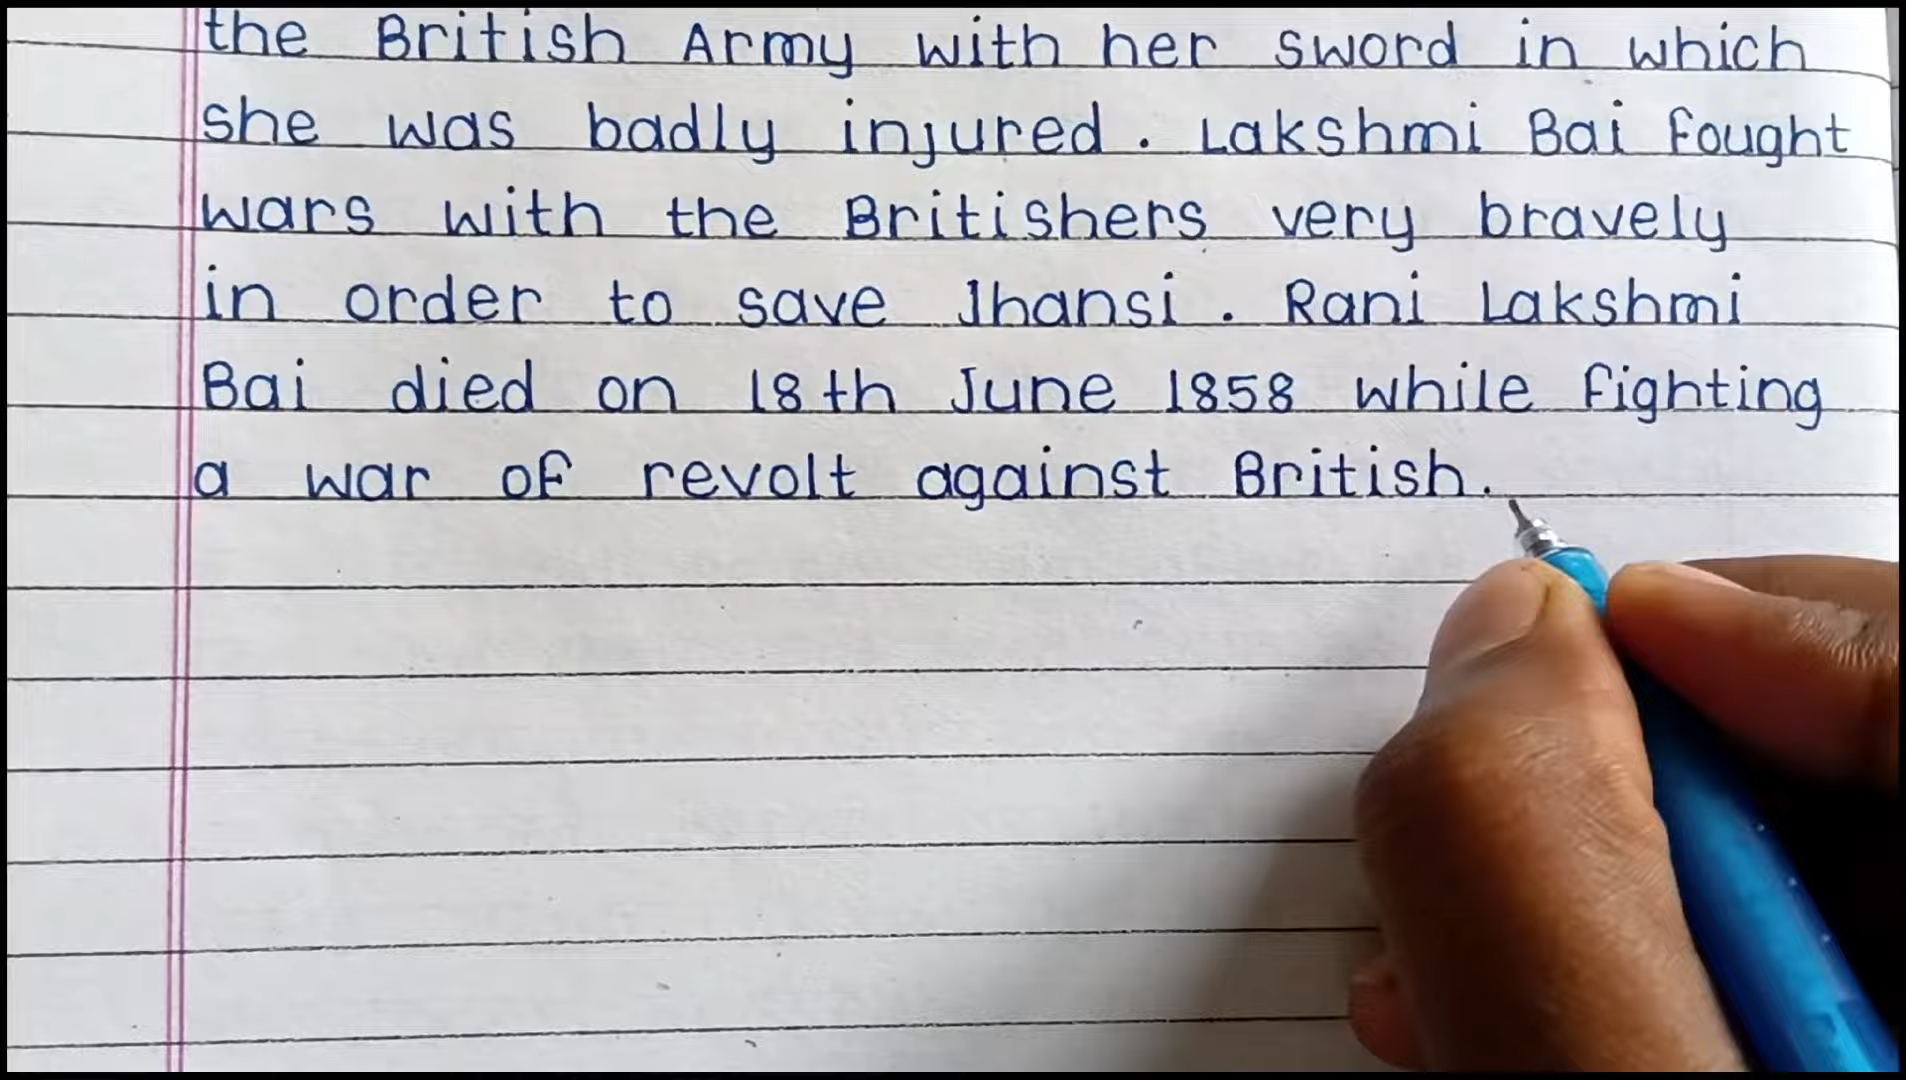 the British Army with her sword in which
she was badly injured. Lakshmi Bai fought
wars with the Britishers very bravely
in order to save Jhansi. Rani Lakshmi
Bai died on 18th June 1858 while fighting
a war of revolt against British.